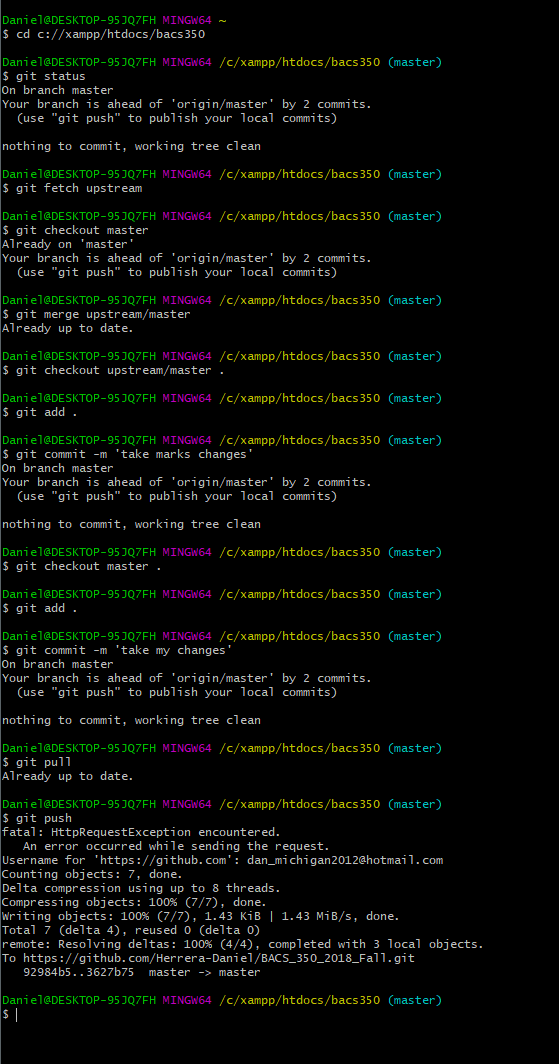 Daniel@DESKTOP-95JQ7FH MINGW64 ~
$ cd c://xampp/htdocs/bacs350
Daniel@DESKTOP-95JQ7FH MINGW64 /c/xampp/htdocs/bacs350 (master)
$ git status
On branch master
Your branch is ahead of 'origin/master' by 2 commits.
  (use "git push" to publish your local commits)
nothing to commit, working tree clean
Daniel@DESKTOP-95JQ7FH MINGW64 /c/xampp/htdocs/bacs350 (master)
$ git fetch upstream
Daniel@DESKTOP-95JQ7FH MINGW64 /c/xampp/htdocs/bacs350 (master)
$ git checkout master
Already on 'master'
Your branch is ahead of 'origin/master' by 2 commits.
  (use "git push" to publish your local commits)
Daniel@DESKTOP-95JQ7FH MINGW64 /c/xampp/htdocs/bacs350 (master)
$ git merge upstream/master
Already up to date.
Daniel@DESKTOP-95JQ7FH MINGW64 /c/xampp/htdocs/bacs350 (master)
$ git checkout upstream/master .
Daniel@DESKTOP-95JQ7FH MINGW64 /c/xampp/htdocs/bacs350 (master)
$ git add .
Daniel@DESKTOP-95JQ7FH MINGW64 /c/xampp/htdocs/bacs350 (master)
$ git commit -m 'take marks changes'
On branch master
Your branch is ahead of 'origin/master' by 2 commits.
  (use "git push" to publish your local commits)
nothing to commit, working tree clean
Daniel@DESKTOP-95JQ7FH MINGW64 /c/xampp/htdocs/bacs350 (master)
$ git checkout master .
Daniel@DESKTOP-95JQ7FH MINGW64 /c/xampp/htdocs/bacs350 (master)
$ git add .
Daniel@DESKTOP-95JQ7FH MINGW64 /c/xampp/htdocs/bacs350 (master)
$ git commit -m 'take my changes'
On branch master
Your branch is ahead of 'origin/master' by 2 commits.
  (use "git push" to publish your local commits)
nothing to commit, working tree clean
Daniel@DESKTOP-95JQ7FH MINGW64 /c/xampp/htdocs/bacs350 (master)
$ git pull
Already up to date.
Daniel@DESKTOP-95JQ7FH MINGW64 /c/xampp/htdocs/bacs350 (master)
$ git push
fatal: HttpRequestException encountered.
   An error occurred while sending the request.
Username for 'https://github.com': dan_michigan2012@hotmail.com
Counting objects: 7, done.
Delta compression using up to 8 threads.
Compressing objects: 100% (7/7), done.
Writing objects: 100% (7/7), 1.43 KiB | 1.43 MiB/s, done.
Total 7 (delta 4), reused 0 (delta 0)
remote: Resolving deltas: 100% (4/4), completed with 3 local objects.
To https://github.com/Herrera-Daniel/BACS_350_2018_Fall.git
   92984b5..3627b75  master -> master
Daniel@DESKTOP-95JQ7FH MINGW64 /c/xampp/htdocs/bacs350 (master)
$